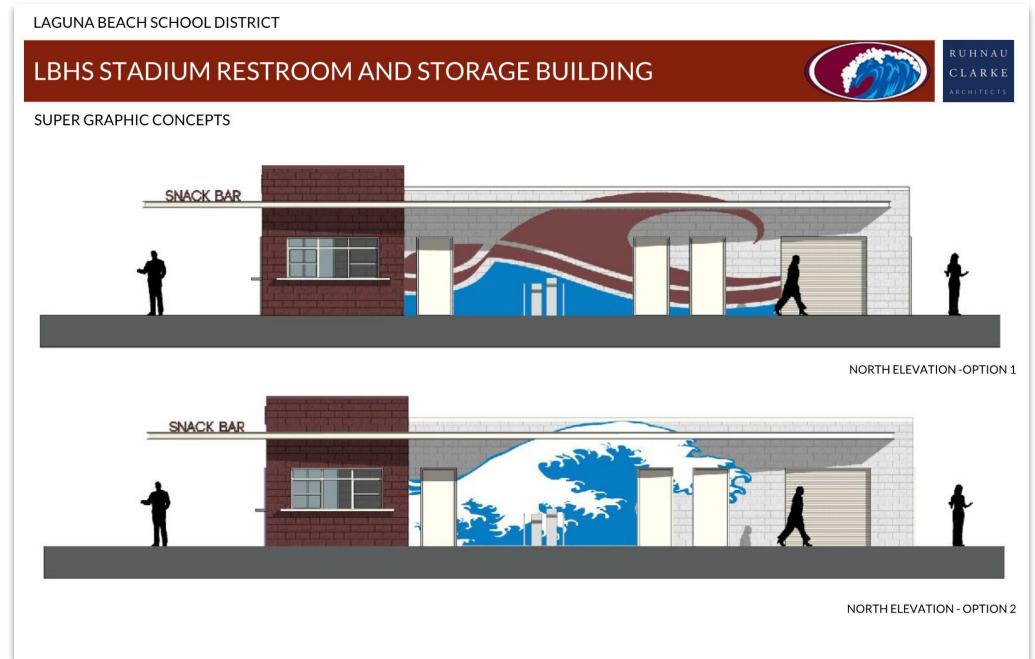 LAGUNA BEACH SCHOOL DISTRICT
LBHS STADIUM RESTROOM AND STORAGE BUILDING
RUHNAU
CLARKE
ARCHITECTS
SUPER GRAPHIC CONCEPTS
SNACK BAR
NORTH ELEVATION -OPTION 1
SNACK BAR
NORTH ELEVATION - OPTION 2